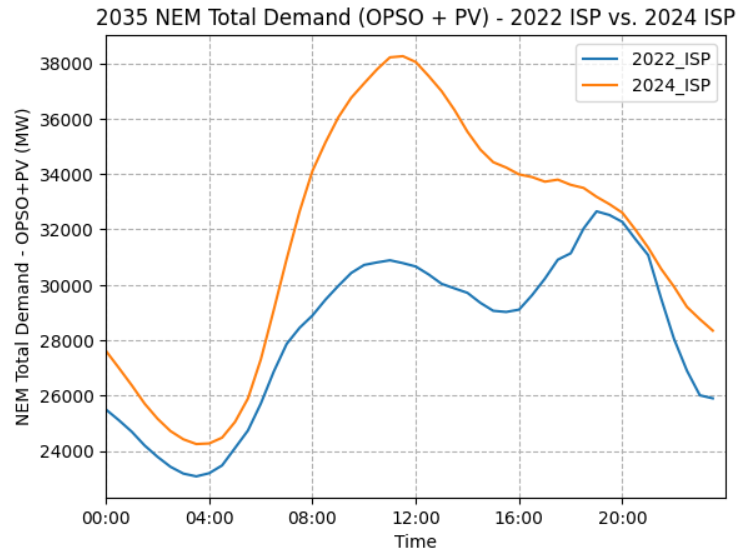 2035 NEM Total Demand (OPSO + PV) - 2022 ISP vs. 2024 ISP
2022_ISP
2024_ISP
NEM Total Demand - OPSO+PV (MW)
38000
36000
34000
32000
30000
28000
26000
24000
00:00 04:00 08:00 12:00 16:00 20:00
Time